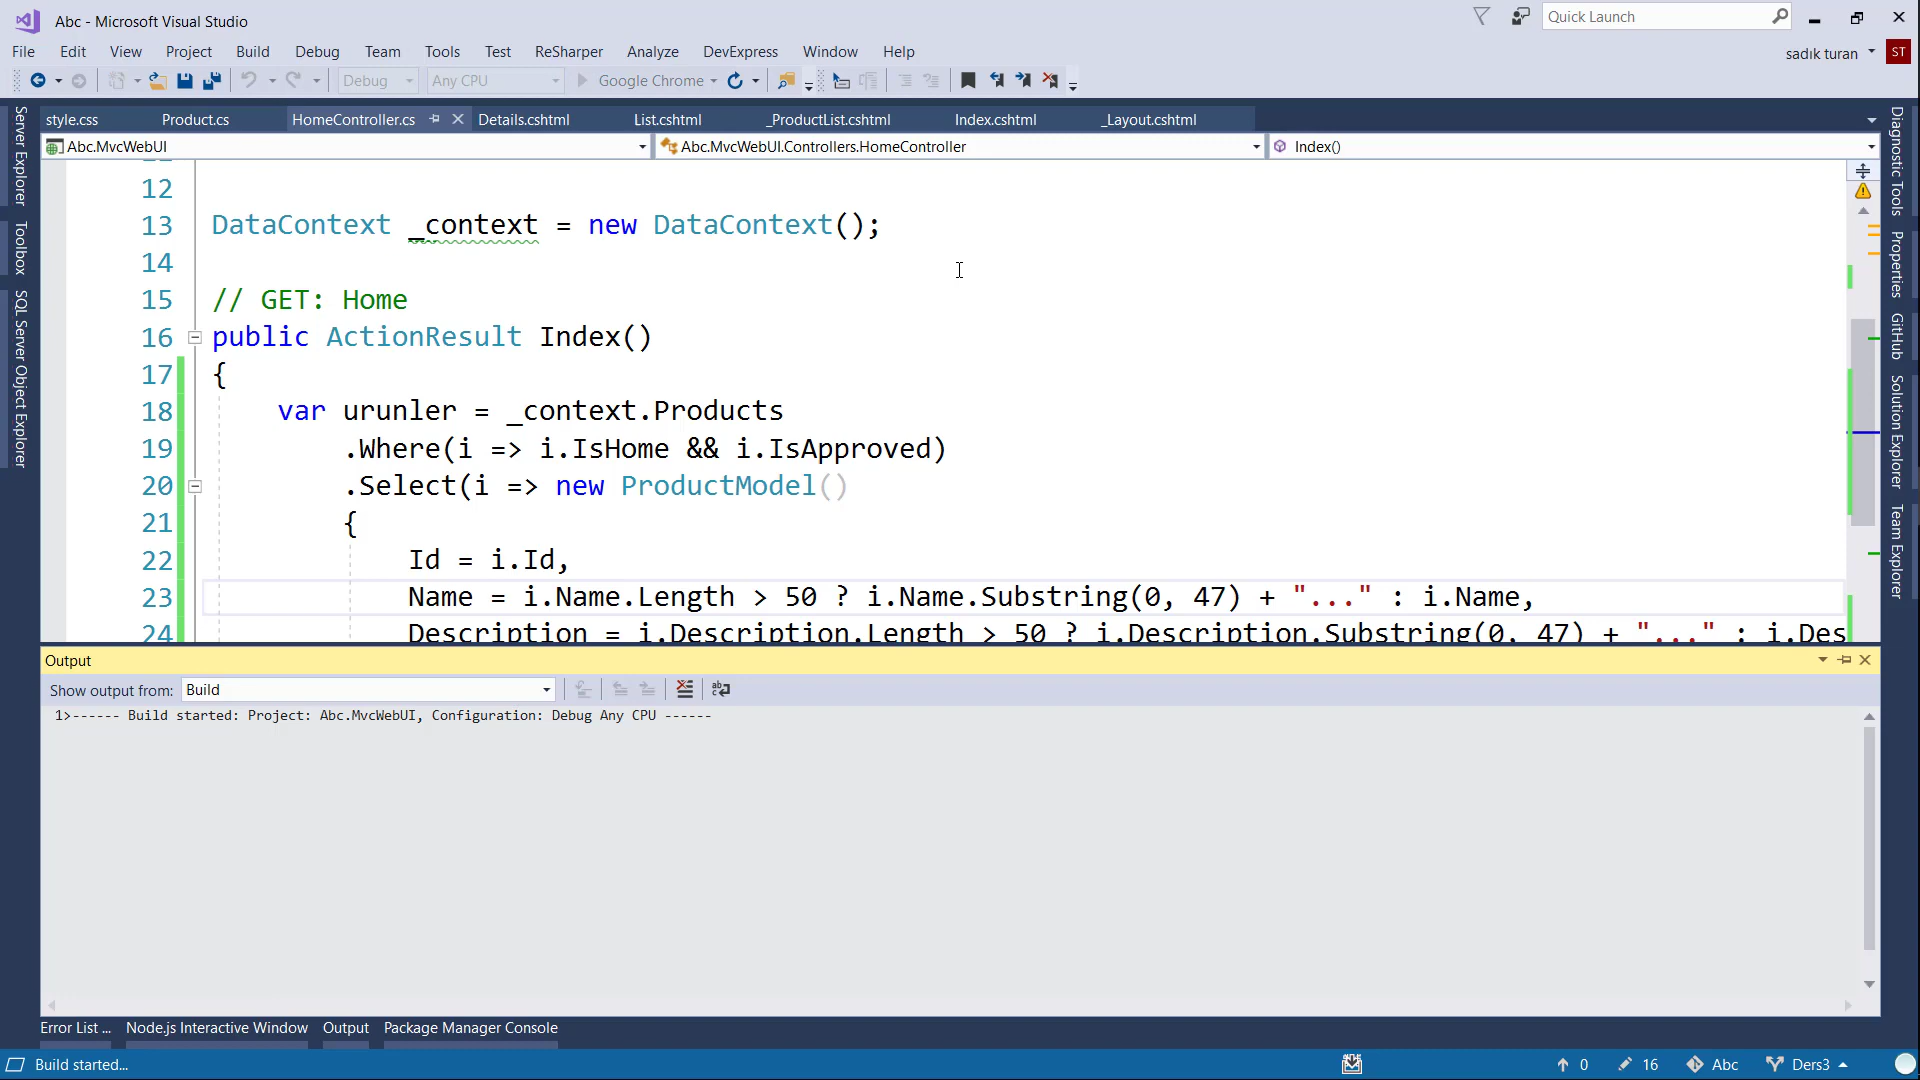 Abc - Microsoft Visual Studio
Quick Launch
File Edit View Project Build Debug Team Tools Test ReSharper Analyze DevExpress Window Help
sadık turan ST
Debug Any CPU Google Chrome
style.css Product.cs HomeController.cs Details.cshtml List.cshtml _ProductList.cshtml Index.cshtml _Layout.cshtml
Abc.MvcWebUI Abc.MvcWebUI.Controllers.HomeController Index()
Server Explorer
Toolbox
SQL Server Object Explorer
12
13 DataContext _context = new DataContext();
14
15 // GET: Home
16 public ActionResult Index()
17 {
18 var urunler = _context.Products
19 .Where(i => i.IsHome && i.IsApproved)
20 .Select(i => new ProductModel()
21 {
22 Id = i.Id,
23 Name = i.Name.Length > 50 ? i.Name.Substring(0, 47) + "..." : i.Name,
24 Description = i.Description.Length > 50 ? i.Description.Substring(0, 47) + "..." : i.Des
Diagnostic Tools
Properties
GitHub
Solution Explorer
Team Explorer
Output
Show output from: Build
1>------ Build started: Project: Abc.MvcWebUI, Configuration: Debug Any CPU ------
Error List ... Node.js Interactive Window Output Package Manager Console
Build started... 0 16 Abc Ders3